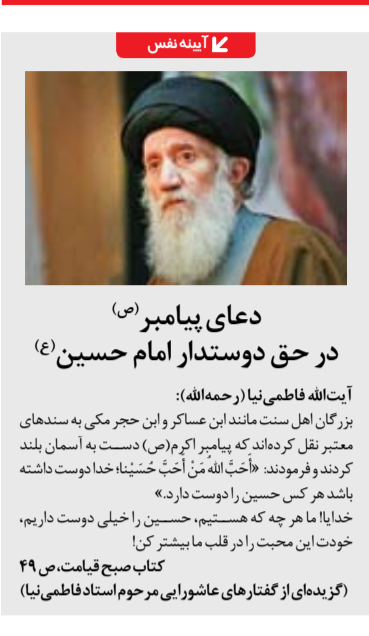 آیینه نفس
دعای پیامبر(ص)
در حق دوستدار امام حسین(ع)
آیت‌الله فاطمی‌نیا (رحمه‌الله):
بزرگان اهل سنت مانند ابن عساکر و ابن حجر مکی به سندهای
معتبر نقل کرده‌اند که پیامبر اکرم(ص) دست به آسمان بلند
کردند و فرمودند: «أَحَبَّ اللهُ مَنْ أَحَبَّ حُسَیْنا؛ خدا دوست داشته
باشد هر کس حسین را دوست دارد.»
خدایا! ما هر چه که هستیم، حسین را خیلی دوست داریم،
خودت این محبت را در قلب ما بیشتر کن!
کتاب صبح قیامت، ص ۴۹
(گزیده‌ای از گفتارهای عاشورایی مرحوم استاد فاطمی‌نیا)